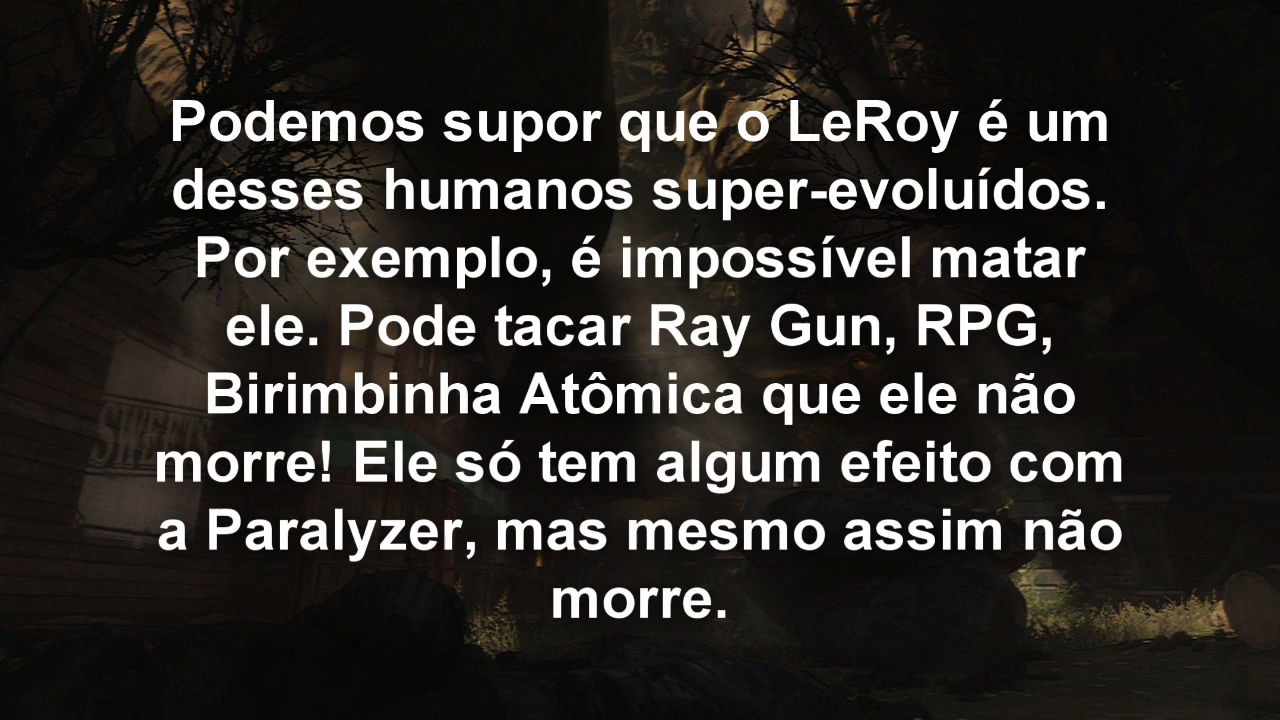 Podemos supor que o LeRoy é um
desses humanos super-evoluídos.
Por exemplo, é impossível matar
ele. Pode tacar Ray Gun, RPG,
Birimbinha Atômica que ele não
morre! Ele só tem algum efeito com
a Paralyzer, mas mesmo assim não
morre.
SWEETS